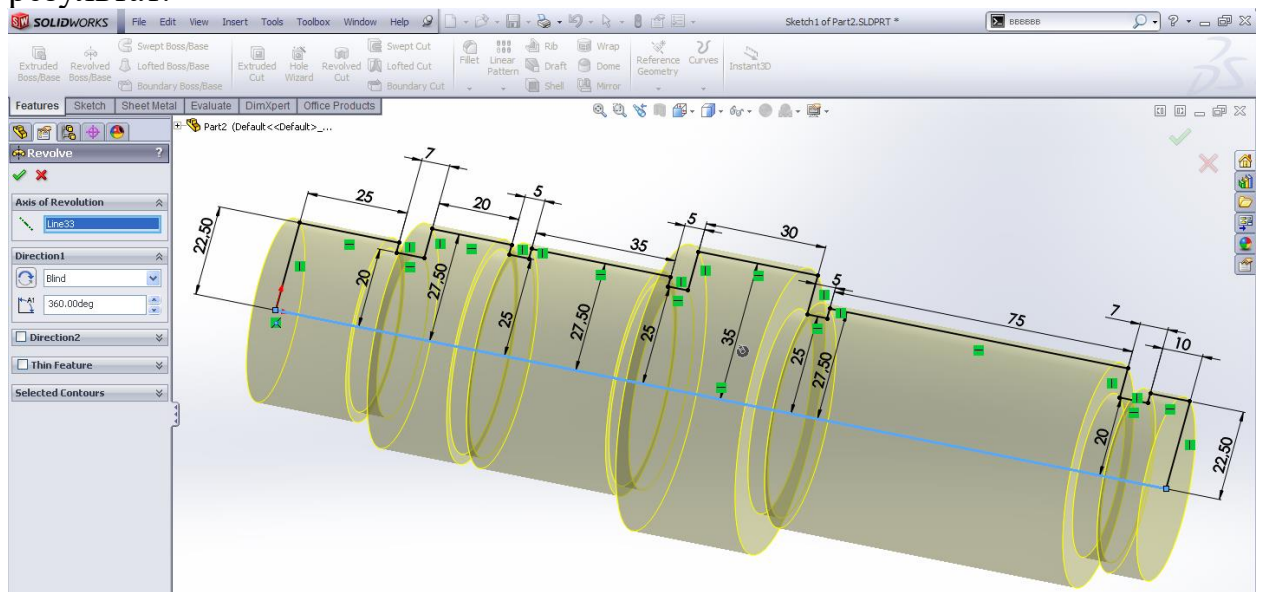 результат.
SOLIDWORKS File Edit View Insert Tools Toolbox Window Help Sketch1 of Part2.SLDPRT * вввввв ?
Extruded Boss/Base
Revolved Boss/Base
Swept Boss/Base
Lofted Boss/Base
Boundary Boss/Base
Extruded Cut
Hole Wizard
Revolved Cut
Swept Cut
Lofted Cut
Boundary Cut
Fillet
Linear Pattern
Rib
Draft
Shell
Wrap
Dome
Mirror
Reference Geometry
Curves
Instant3D
Features Sketch Sheet Metal Evaluate DimXpert Office Products
Part2 (Default<<Default>_...
Revolve ?
Axis of Revolution
Line33
Direction1
Blind
360.00deg
Direction2
Thin Feature
Selected Contours
22,50
25
7
20
20
27,50
5
25
35
27,50
5
25
30
35
5
25
27,50
75
7
20
10
22,50